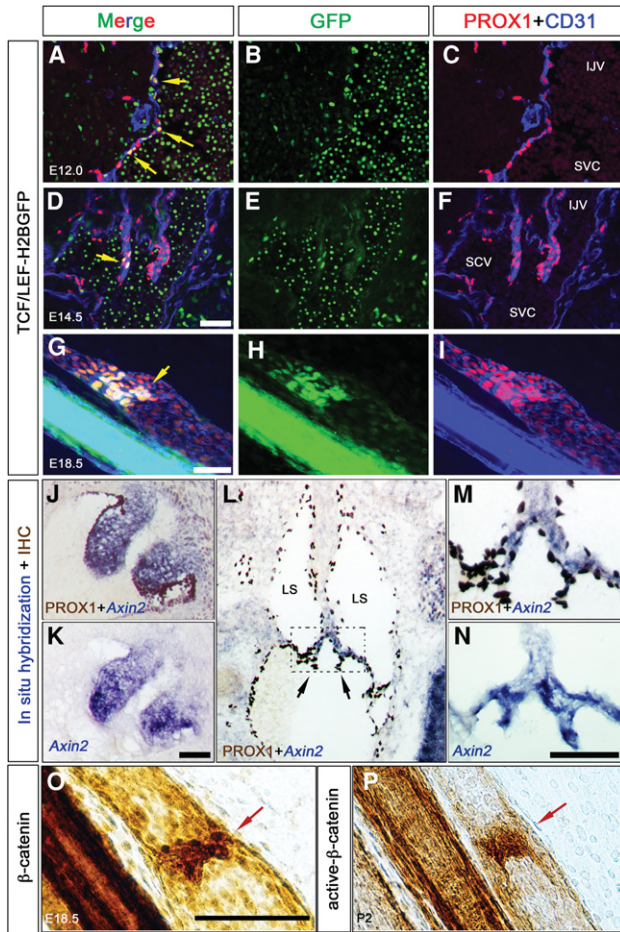 Merge
GFP
PROX1+CD31
TCF/LEF-H2BGFP
A
E12.0
B
C
IJV
SVC
D
E14.5
E
F
IJV
SCV
SVC
G
E18.5
H
I
In situ hybridization + IHC
J
PROX1+Axin2
K
Axin2
L
LS
LS
PROX1+Axin2
M
PROX1+Axin2
N
Axin2
β-catenin
O
E18.5
active-β-catenin
P
P2